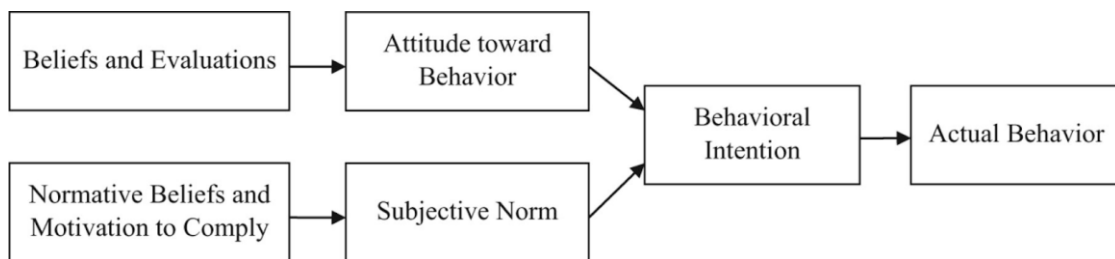 Beliefs and Evaluations
Attitude toward
Behavior
Normative Beliefs and
Motivation to Comply
Subjective Norm
Behavioral
Intention
Actual Behavior